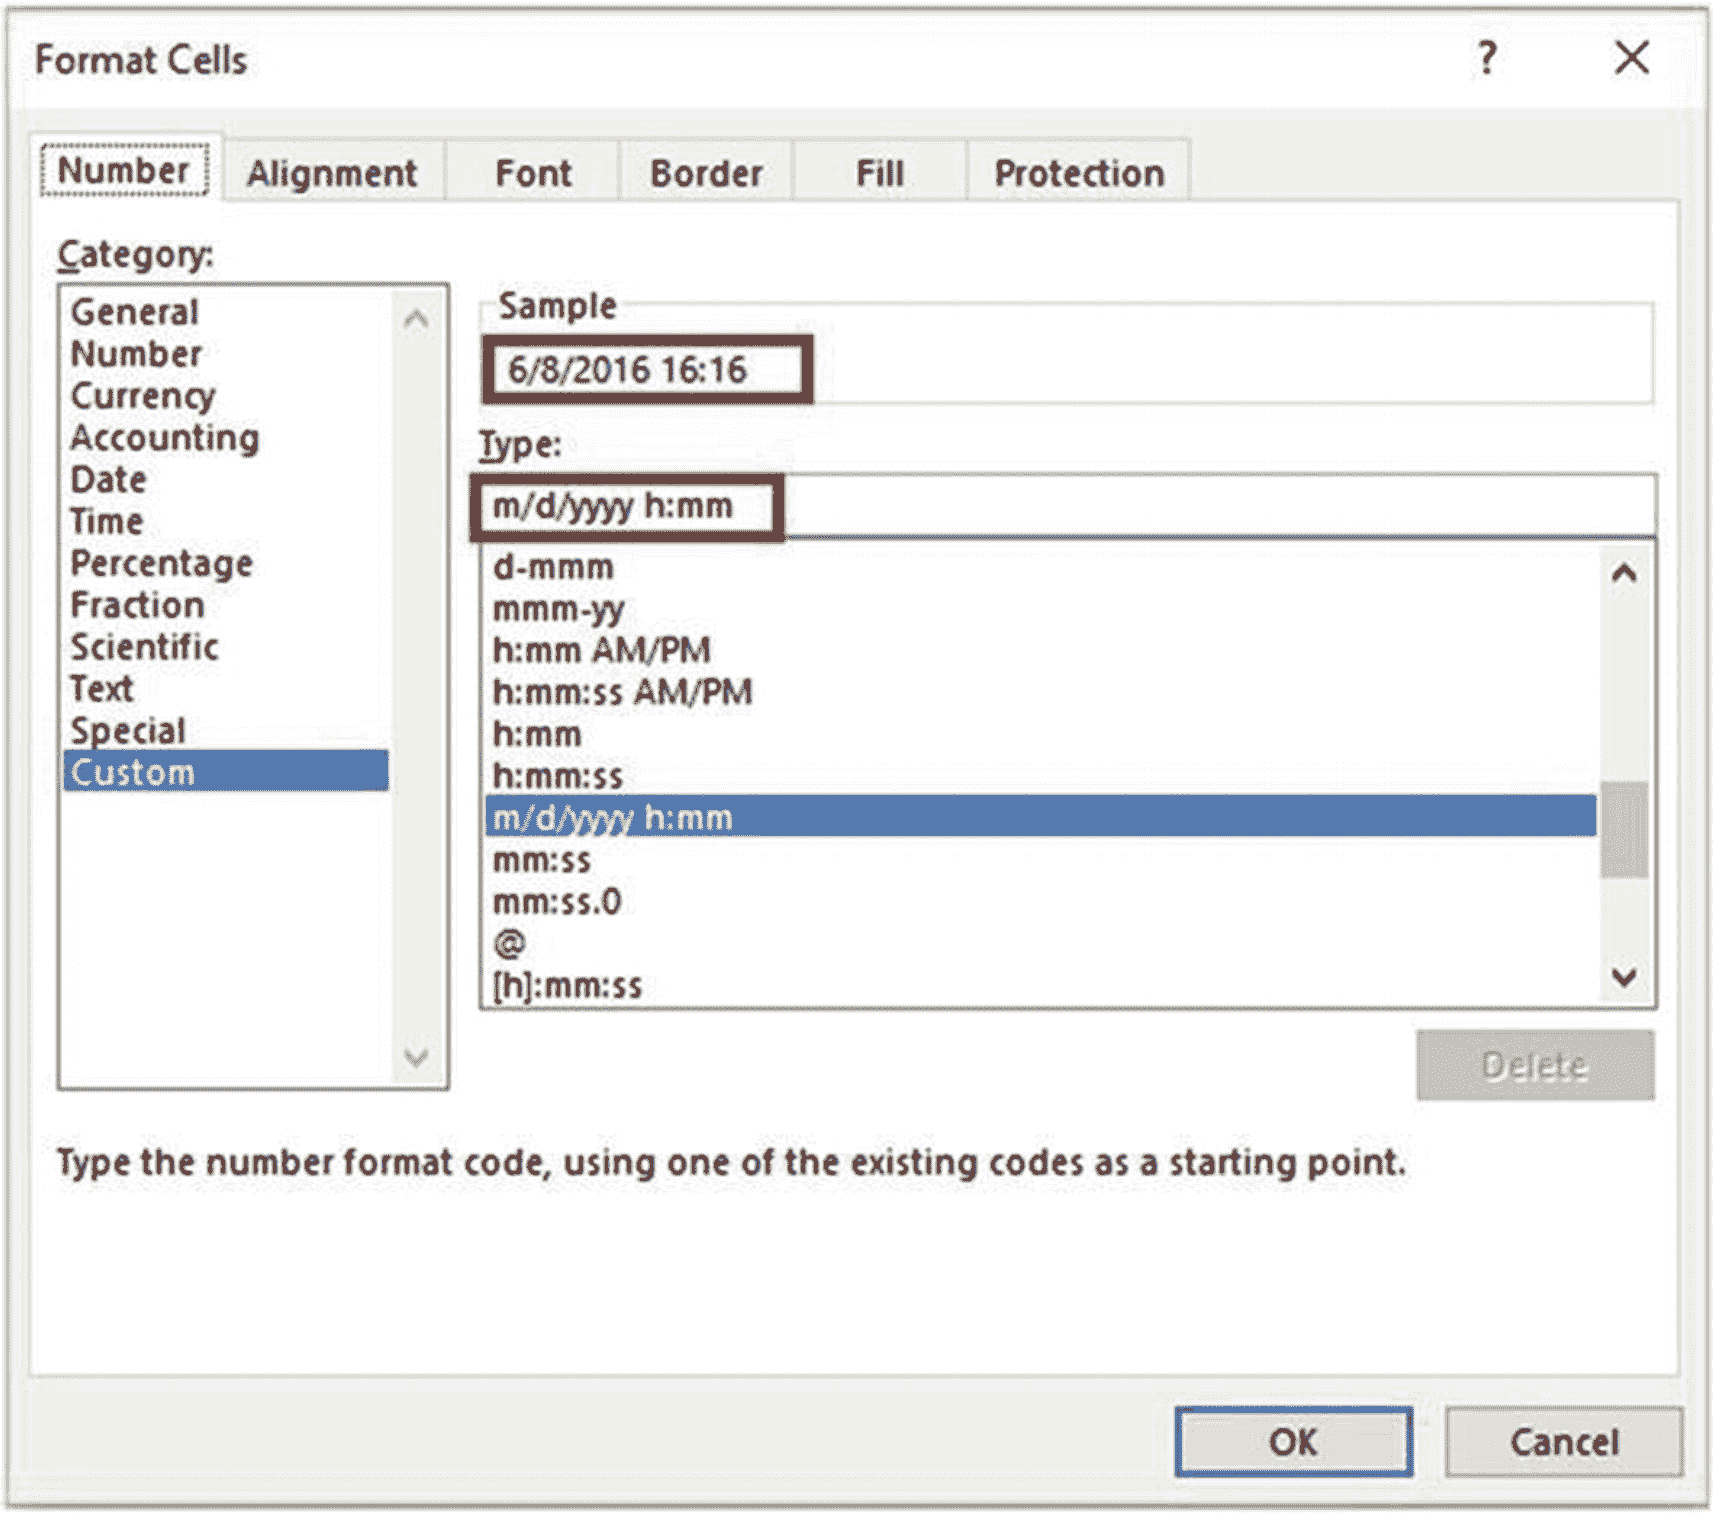 Format Cells
?
Number Alignment Font Border Fill Protection
Category:
General
Number
Currency
Accounting
Date
Time
Percentage
Fraction
Scientific
Text
Special
Custom
Sample
6/8/2016 16:16
Type:
m/d/yyyy h:mm
d-mmm
mmm-yy
h:mm AM/PM
h:mm:ss AM/PM
h:mm
h:mm:ss
m/d/yyyy h:mm
mm:ss
mm:ss.0
@
[h]:mm:ss
Delete
Type the number format code, using one of the existing codes as a starting point.
OK Cancel